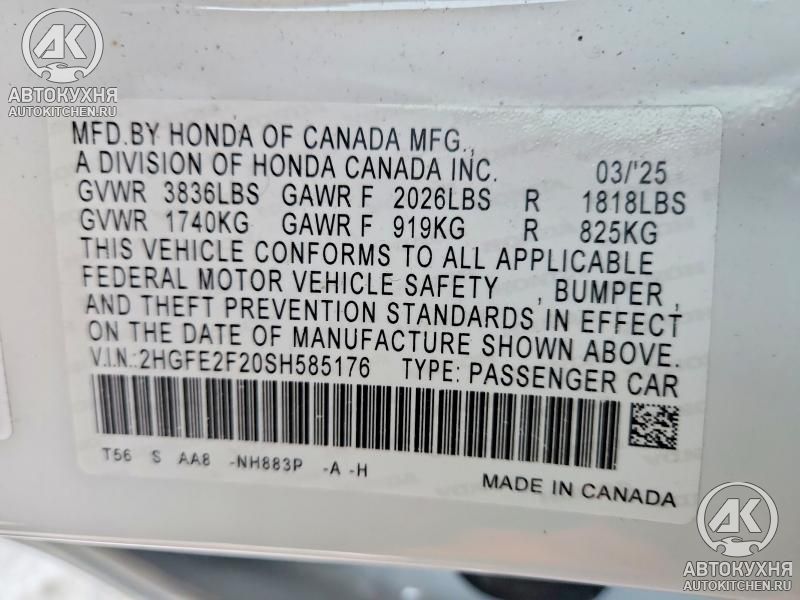 AK
АВТОКУХНЯ
AUTOKITCHEN.RU
MFD.BY HONDA OF CANADA MFG.,
A DIVISION OF HONDA CANADA INC. 03/'25
GVWR 3836LBS GAWR F 2026LBS R 1818LBS
GVWR 1740KG GAWR F 919KG R 825KG
THIS VEHICLE CONFORMS TO ALL APPLICABLE
FEDERAL MOTOR VEHICLE SAFETY , BUMPER ,
AND THEFT PREVENTION STANDARDS IN EFFECT
ON THE DATE OF MANUFACTURE SHOWN ABOVE.
V.I.N.:2HGFE2F20SH585176 TYPE: PASSENGER CAR
T56 S AA8 -NH883P -A -H
MADE IN CANADA
AK
АВТОКУХНЯ
AUTOKITCHEN.RU